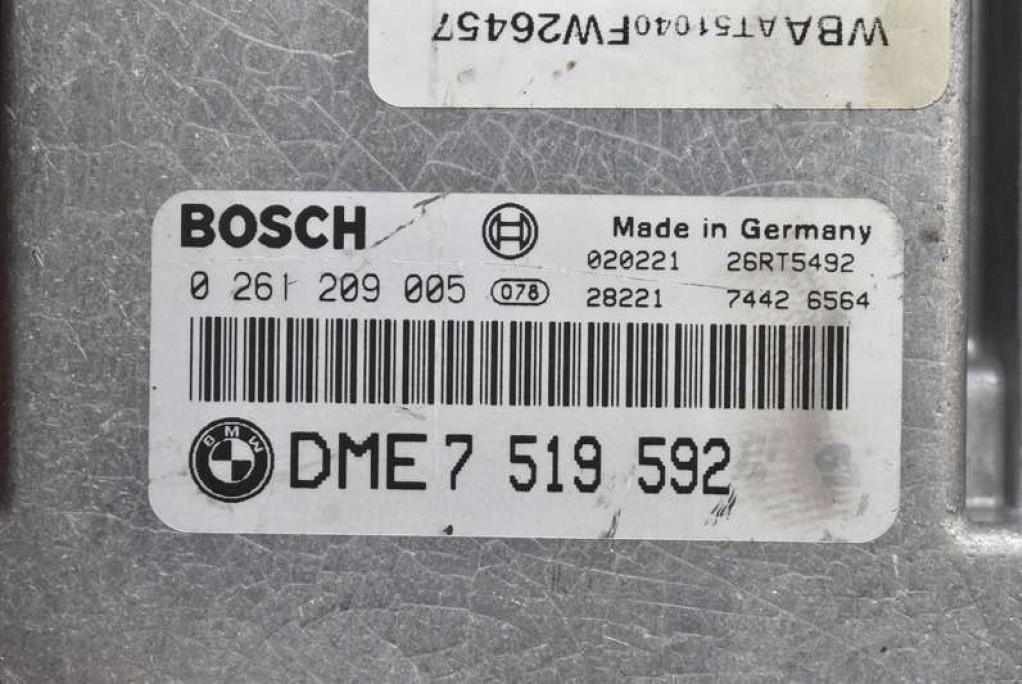 WBAAT51040FW26457
BOSCH
Made in Germany
020221 26RT5492
0 261 209 005 078 28221 7442 6564
BMW DME 7 519 592